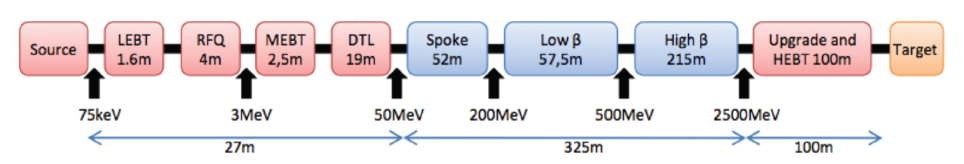 Source
LEBT
1.6m
RFQ
4m
MEBT
2,5m
DTL
19m
Spoke
52m
Low β
57,5m
High β
215m
Upgrade and
HEBT 100m
Target
75keV
3MeV
50MeV
200MeV
500MeV
2500MeV
27m
325m
100m